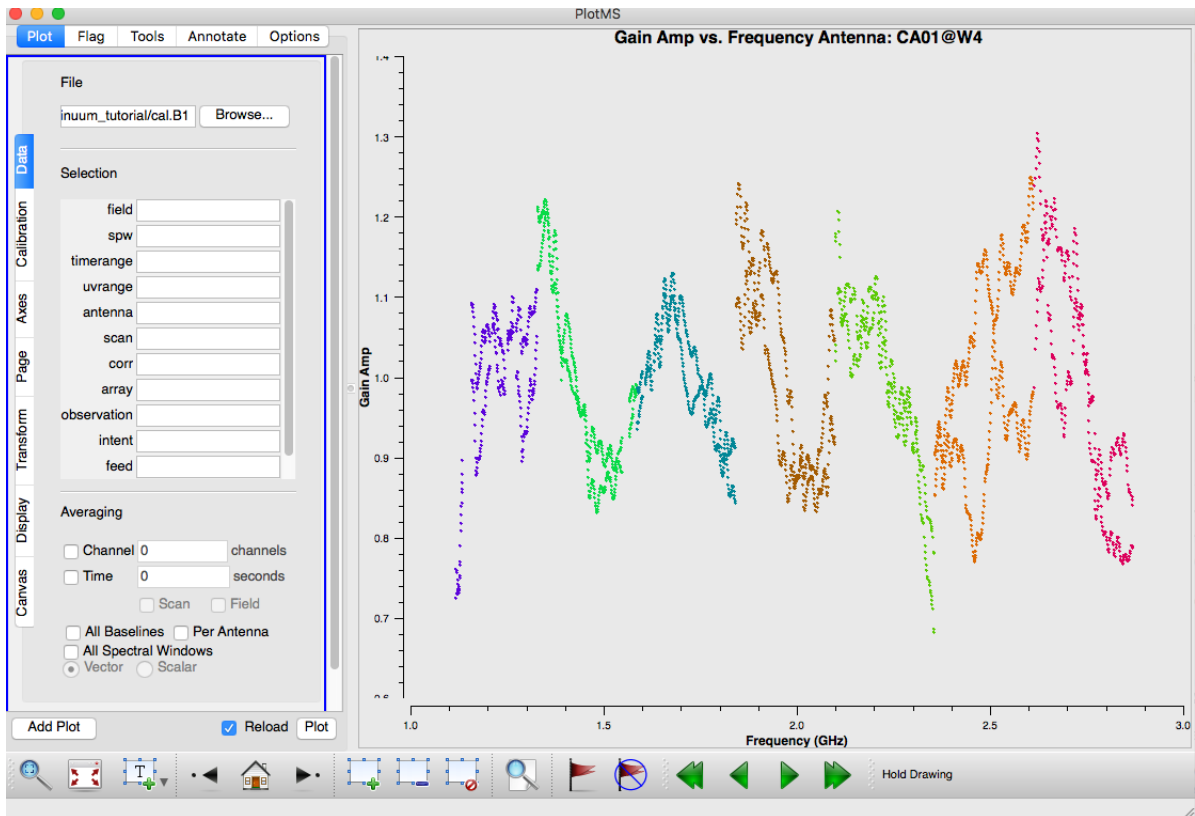 PlotMS
Plot Flag Tools Annotate Options
Data
Calibration
Axes
Page
Transform
Display
Canvas
File
inuum_tutorial/cal.B1 Browse...
Selection
field
spw
timerange
uvrange
antenna
scan
corr
array
observation
intent
feed
Averaging
Channel 0 channels
Time 0 seconds
Scan Field
All Baselines Per Antenna
All Spectral Windows
Vector Scalar
Add Plot Reload Plot
Gain Amp vs. Frequency Antenna: CA01@W4
1.4
1.3
1.2
1.1
1.0
0.9
0.8
0.7
0.6
Gain Amp
1.0 1.5 2.0 2.5 3.0
Frequency (GHz)
T
Hold Drawing